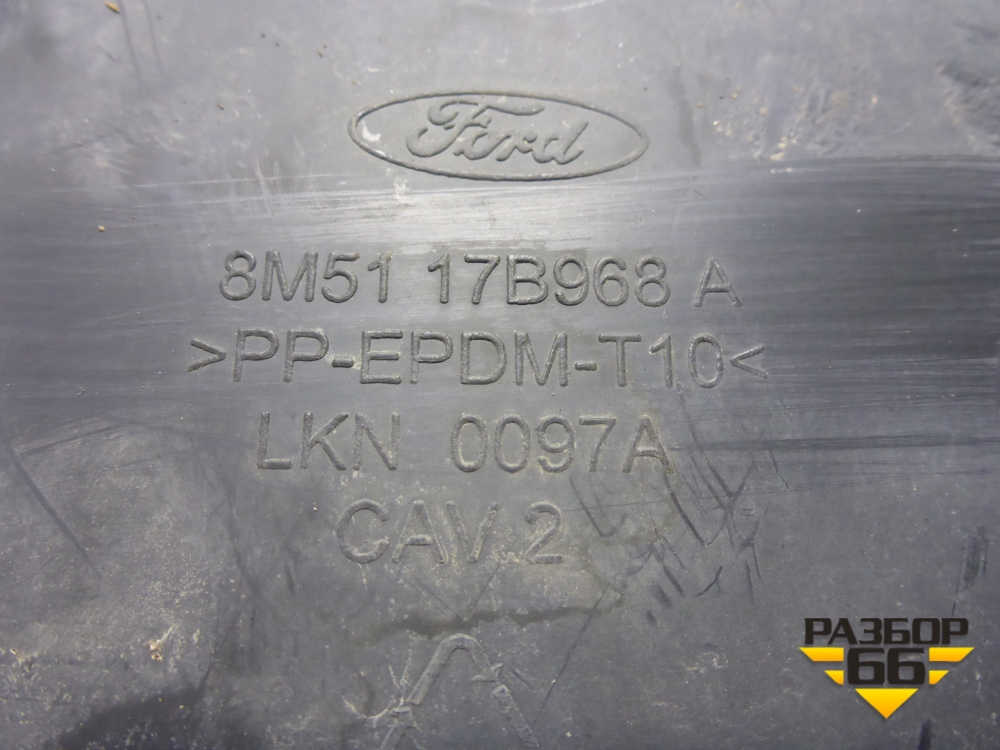 Ford
8M51 17B968 A
>PP-EPDM-T10<
LKN 0097A
CAV 2
РАЗБОР
66